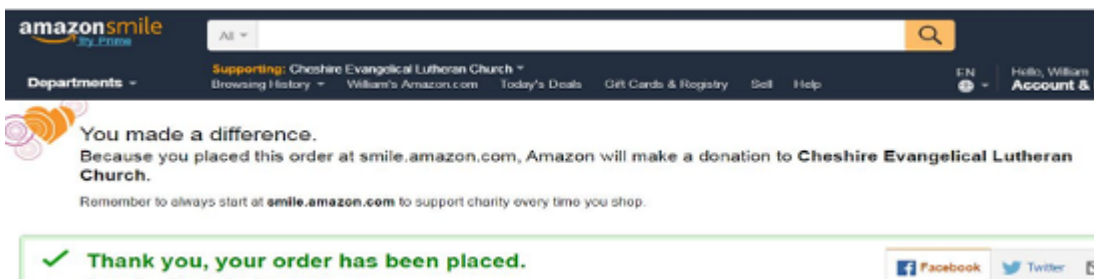 amazonsmile
Try Prime
All
Supporting: Cheshire Evangelical Lutheran Church
EN
Hello, William
Departments
Browsing History
William's Amazon.com
Today's Deals
Gift Cards & Registry
Sell
Help
Account &
You made a difference.
Because you placed this order at smile.amazon.com, Amazon will make a donation to Cheshire Evangelical Lutheran
Church.
Remember to always start at smile.amazon.com to support charity every time you shop.
Thank you, your order has been placed.
Facebook
Twitter